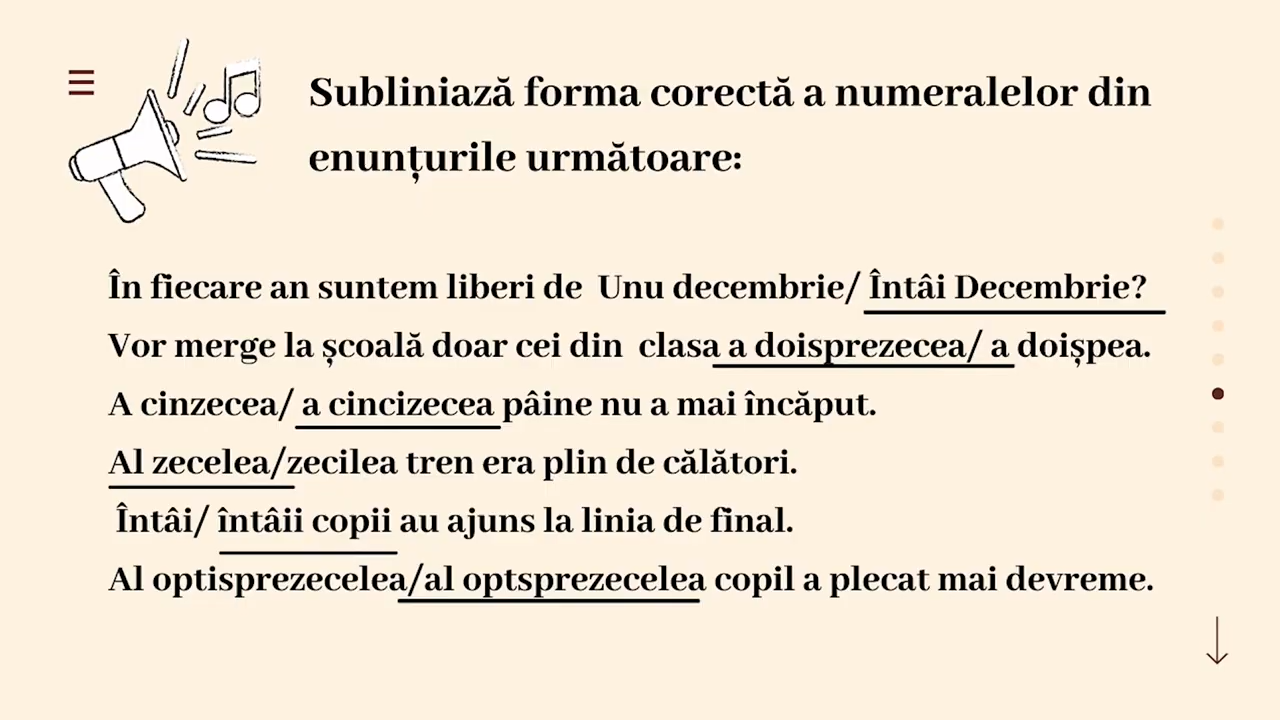 Subliniază forma corectă a numeralelor din
enunțurile următoare:
În fiecare an suntem liberi de Unu decembrie/ Întâi Decembrie?
Vor merge la școală doar cei din clasa a doisprezecea/ a doișpea.
A cinzecea/ a cincizecea pâine nu a mai încăput.
Al zecelea/zecilea tren era plin de călători.
Întâi/ întâii copii au ajuns la linia de final.
Al optisprezecelea/al optsprezecelea copil a plecat mai devreme.